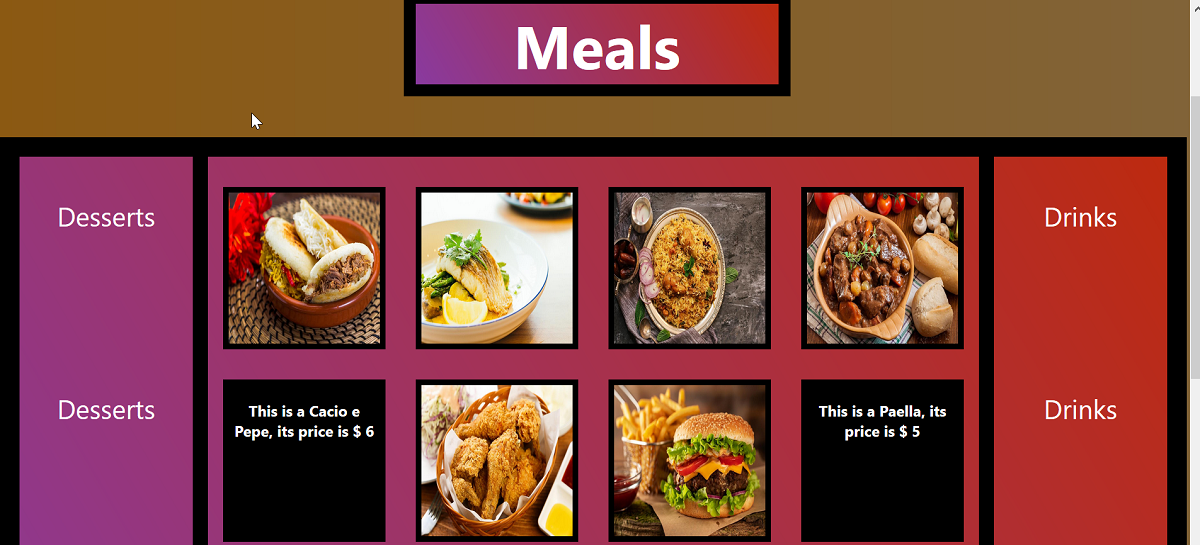 Meals
Desserts
Drinks
Desserts
This is a Cacio e
Pepe, its price is $ 6
This is a Paella, its
price is $ 5
Drinks